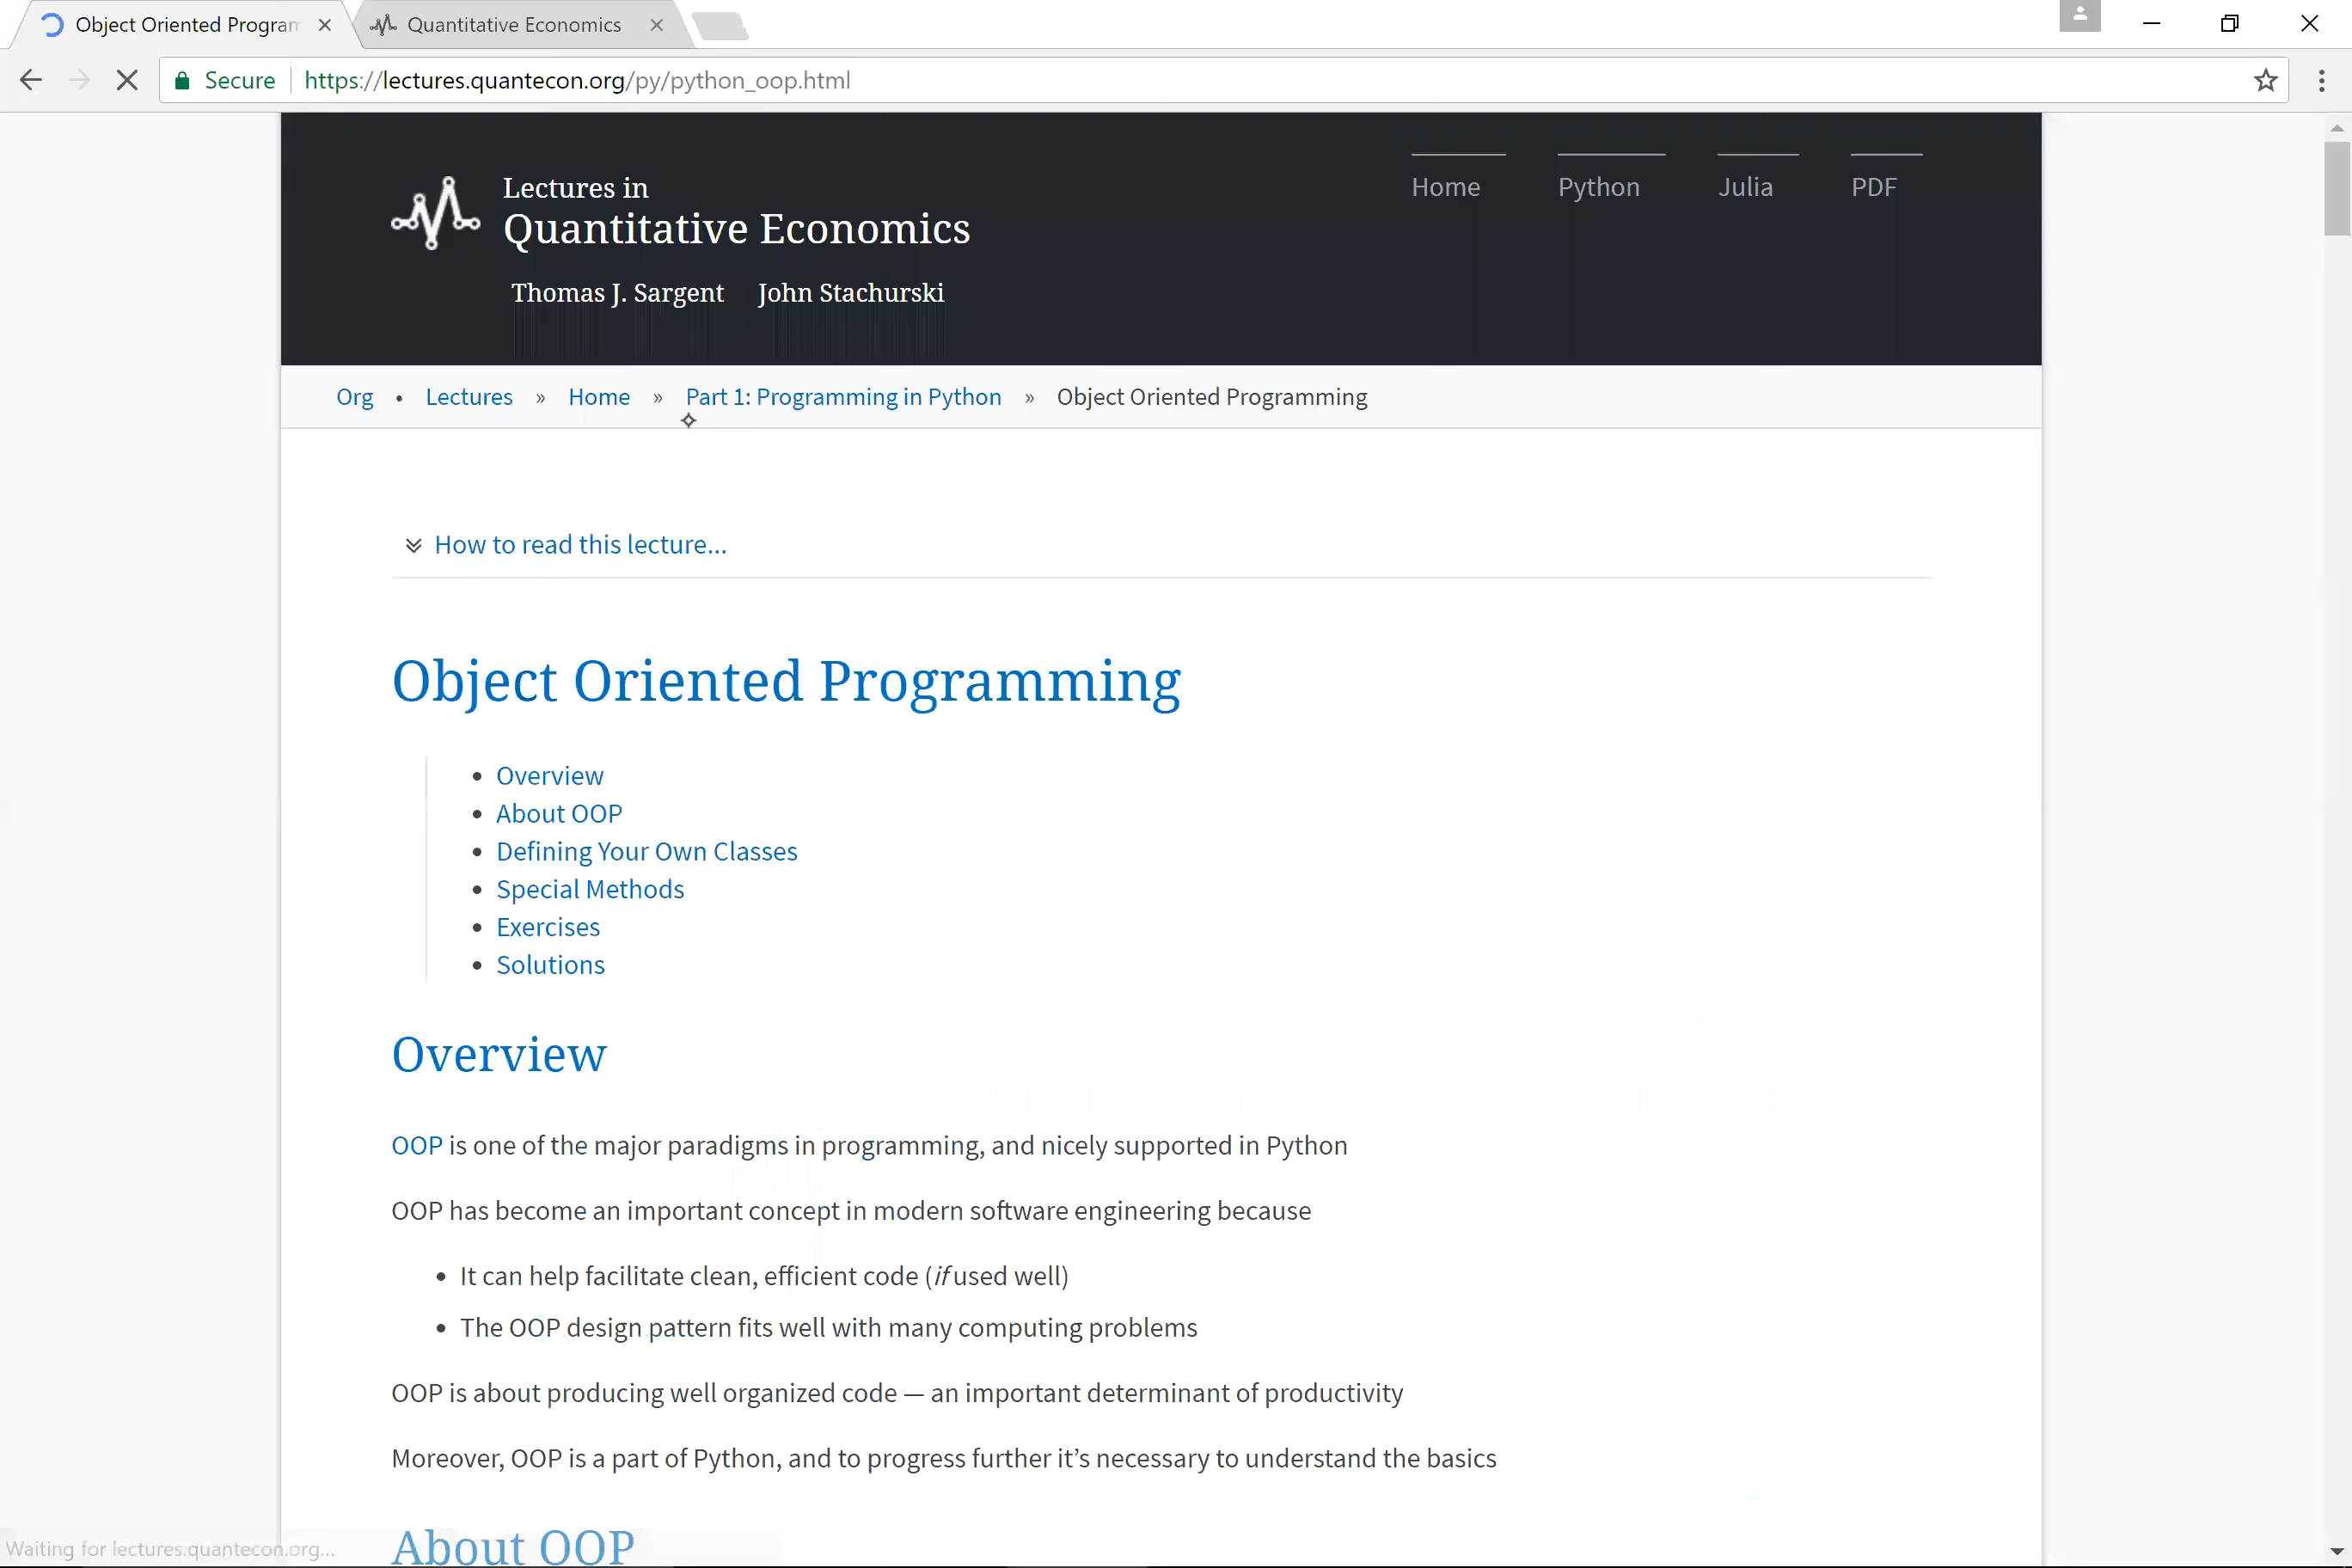 Object Oriented Progran
Quantitative Economics
Secure
https://lectures.quantecon.org/py/python_oop.html
Lectures in
Quantitative Economics
Thomas J. Sargent John Stachurski
Home Python Julia PDF
Org • Lectures » Home » Part 1: Programming in Python » Object Oriented Programming
How to read this lecture...
Object Oriented Programming
• Overview
• About OOP
• Defining Your Own Classes
• Special Methods
• Exercises
• Solutions
Overview
OOP is one of the major paradigms in programming, and nicely supported in Python
OOP has become an important concept in modern software engineering because
• It can help facilitate clean, efficient code (if used well)
• The OOP design pattern fits well with many computing problems
OOP is about producing well organized code — an important determinant of productivity
Moreover, OOP is a part of Python, and to progress further it’s necessary to understand the basics
About OOP
Waiting for lectures.quantecon.org...